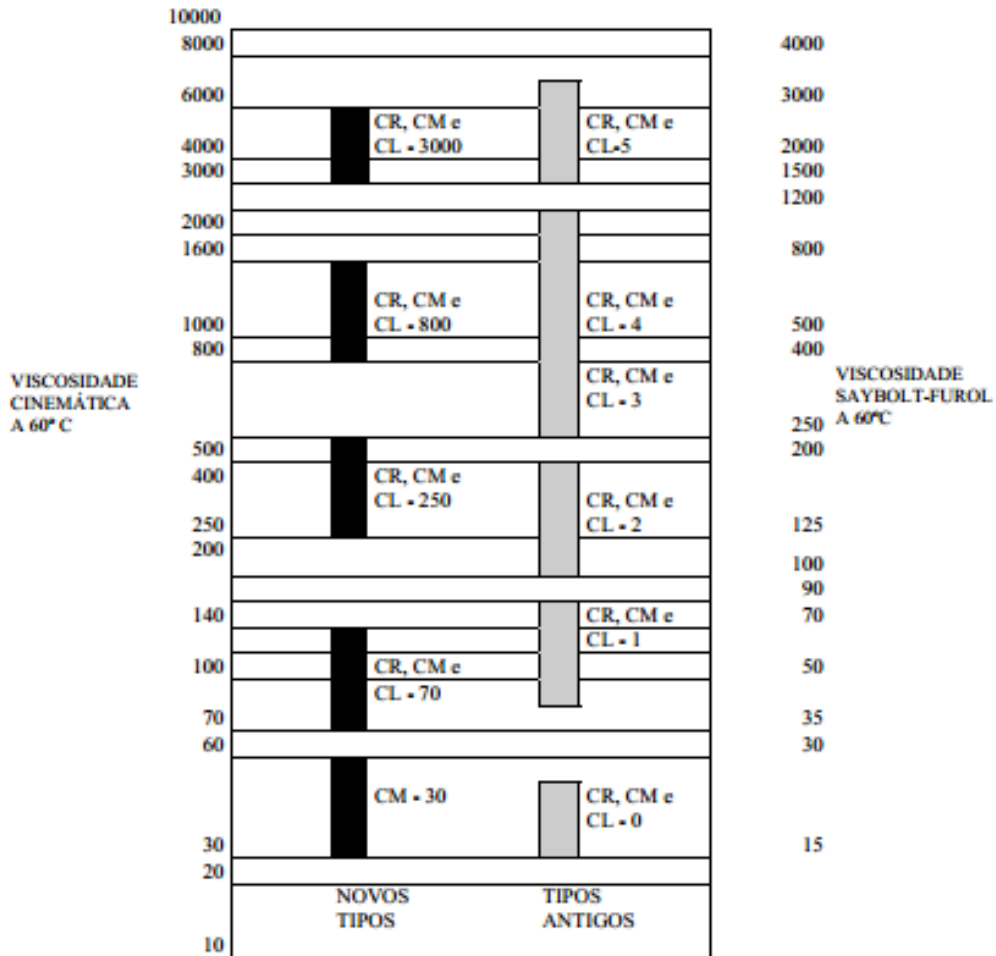 10000
8000 4000
6000 3000
CR, CM e CR, CM e
4000 CL - 3000 CL-5 2000
3000 1500
1200
2000
1600 800
CR, CM e CR, CM e
1000 CL - 800 CL - 4 500
800 400
VISCOSIDADE CR, CM e VISCOSIDADE
CINEMÁTICA CL - 3 SAYBOLT-FUROL
A 60º C 250 A 60ºC
500 200
400 CR, CM e
CL - 250 CR, CM e
250 CL - 2 125
200 100
90
140 CR, CM e 70
CL - 1
100 CR, CM e 50
CL - 70
70 35
60 30
CM - 30 CR, CM e
CL - 0
30 15
20
NOVOS TIPOS
TIPOS ANTIGOS
10